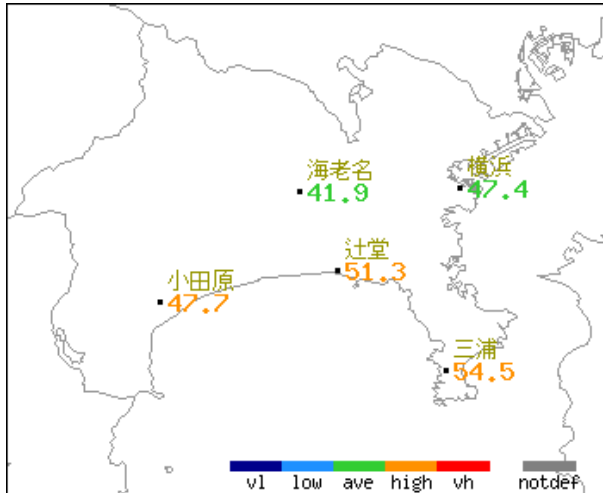 海老名
41.9
横浜
47.4
辻堂
51.3
小田原
47.7
三浦
54.5
vl low ave high vh notdef